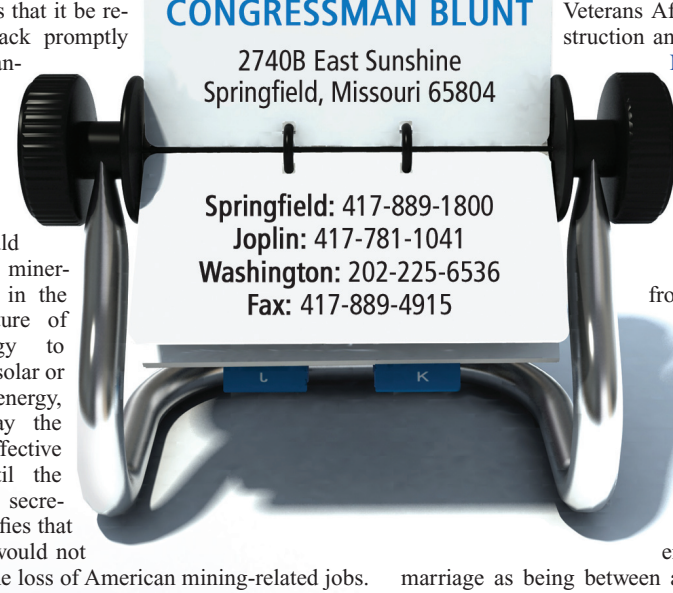 s that it be re-
ack promptly
an-
CONGRESSMAN BLUNT
2740B East Sunshine
Springfield, Missouri 65804
Veterans Af
struction an
Springfield: 417-889-1800
Joplin: 417-781-1041
Washington: 202-225-6536
Fax: 417-889-4915
J K
uld
miner-
in the
ture of
gy to
solar or
energy,
ay the
ffective
til the
secre-
fies that
would not
e loss of American mining-related jobs.
fro
marriage as being between a